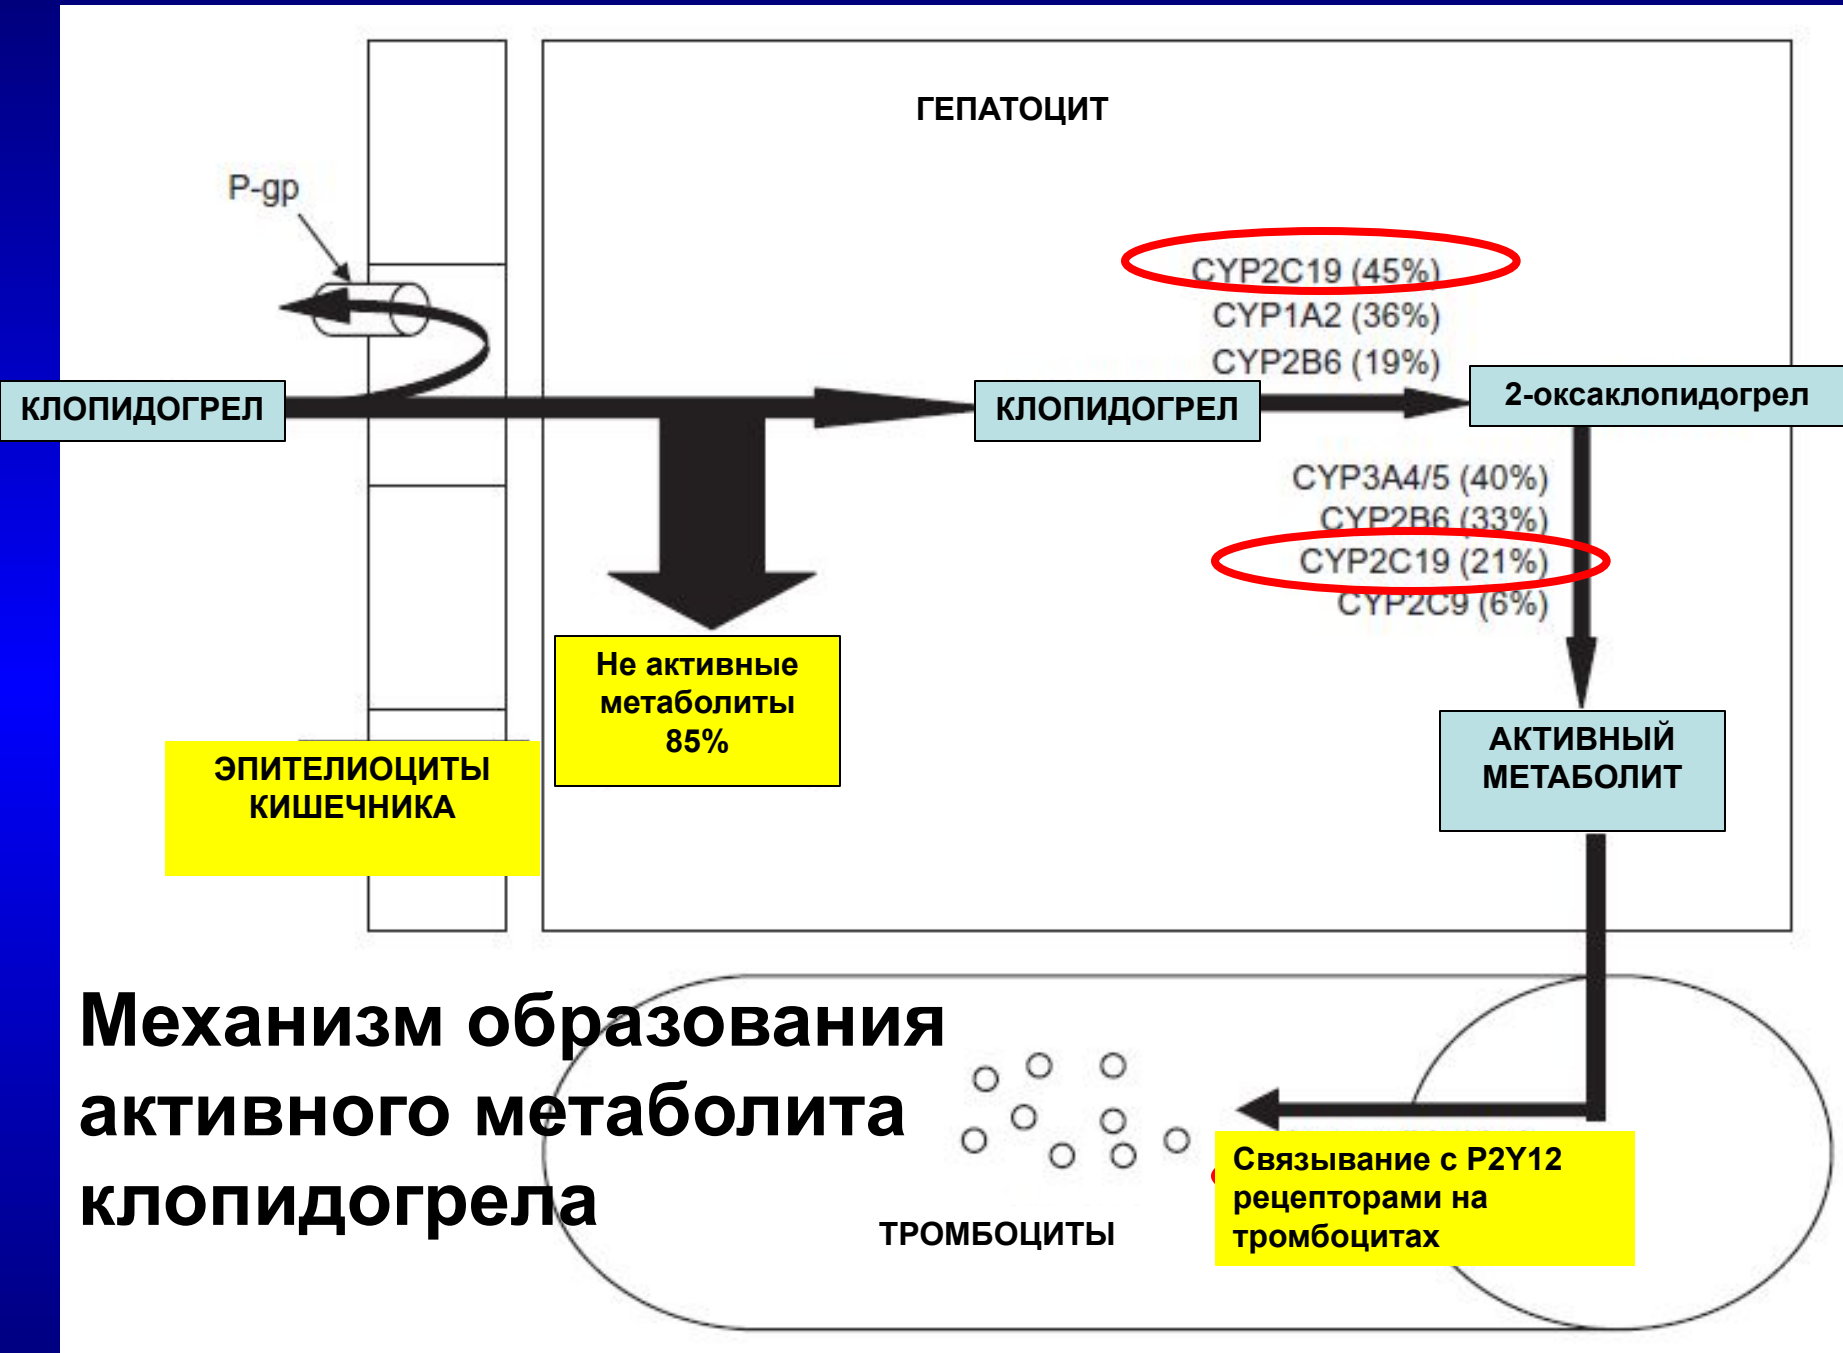 ГЕПАТОЦИТ
P-gp
CYP2C19 (45%)
CYP1A2 (36%)
CYP2B6 (19%)
КЛОПИДОГРЕЛ
КЛОПИДОГРЕЛ
2-оксаклопидогрел
CYP3A4/5 (40%)
CYP2B6 (33%)
CYP2C19 (21%)
CYP2C9 (6%)
Не активные
метаболиты
85%
ЭПИТЕЛИОЦИТЫ
КИШЕЧНИКА
АКТИВНЫЙ
МЕТАБОЛИТ
Механизм образования
активного метаболита
клопидогрела
ТРОМБОЦИТЫ
Связывание с P2Y12
рецепторами на
тромбоцитах